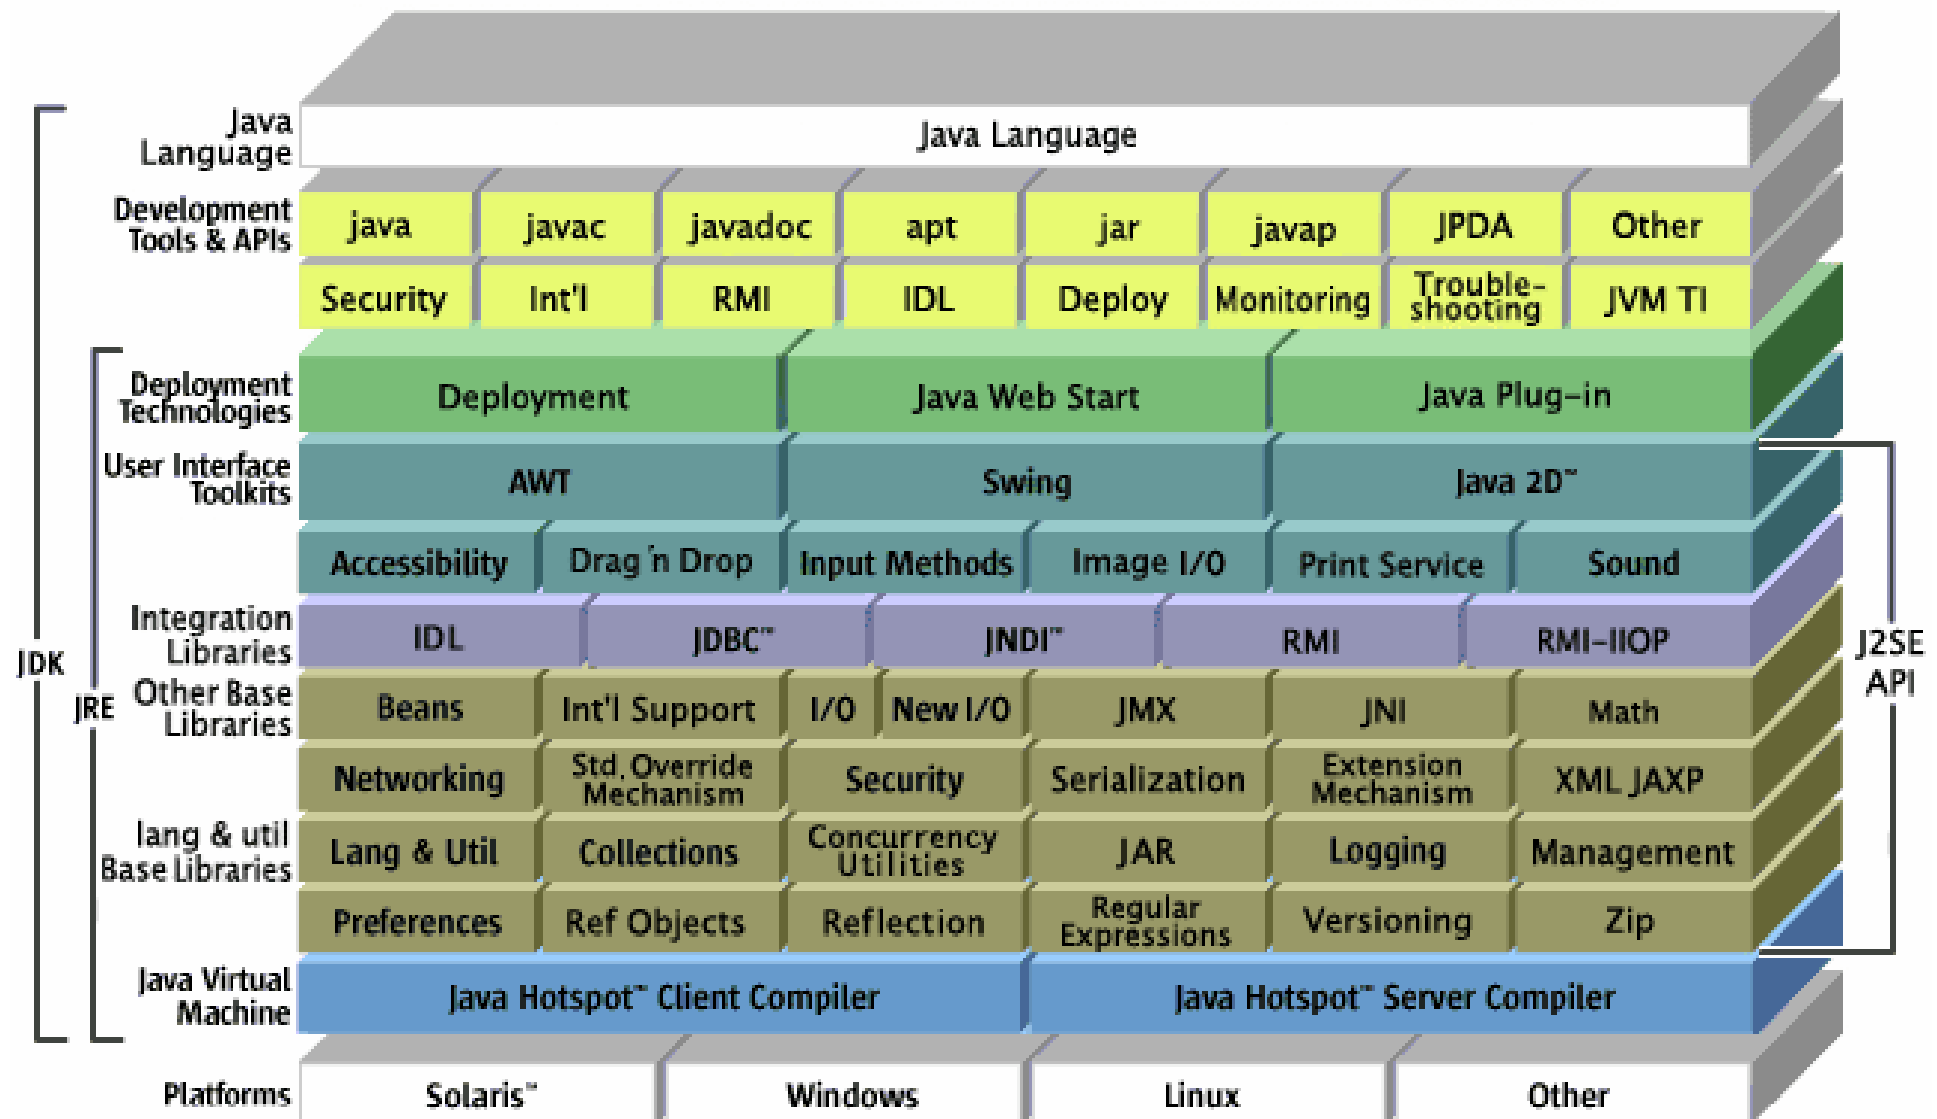 Java
Language
Java Language
Development
Tools & APIs
java
javac
javadoc
apt
jar
javap
JPDA
Other
Security
Int'l
RMI
IDL
Deploy
Monitoring
Trouble-
shooting
JVM TI
Deployment
Technologies
Deployment
Java Web Start
Java Plug-in
User Interface
Toolkits
AWT
Swing
Java 2D™
Accessibility
Drag 'n Drop
Input Methods
Image I/O
Print Service
Sound
Integration
Libraries
IDL
JDBC™
JNDI™
RMI
RMI-IIOP
JDK
JRE
J2SE
API
Other Base
Libraries
Beans
Int'l Support
I/O
New I/O
JMX
JNI
Math
Networking
Std. Override
Mechanism
Security
Serialization
Extension
Mechanism
XML JAXP
lang & util
Base Libraries
Lang & Util
Collections
Concurrency
Utilities
JAR
Logging
Management
Preferences
Ref Objects
Reflection
Regular
Expressions
Versioning
Zip
Java Virtual
Machine
Java Hotspot™ Client Compiler
Java Hotspot™ Server Compiler
Platforms
Solaris™
Windows
Linux
Other